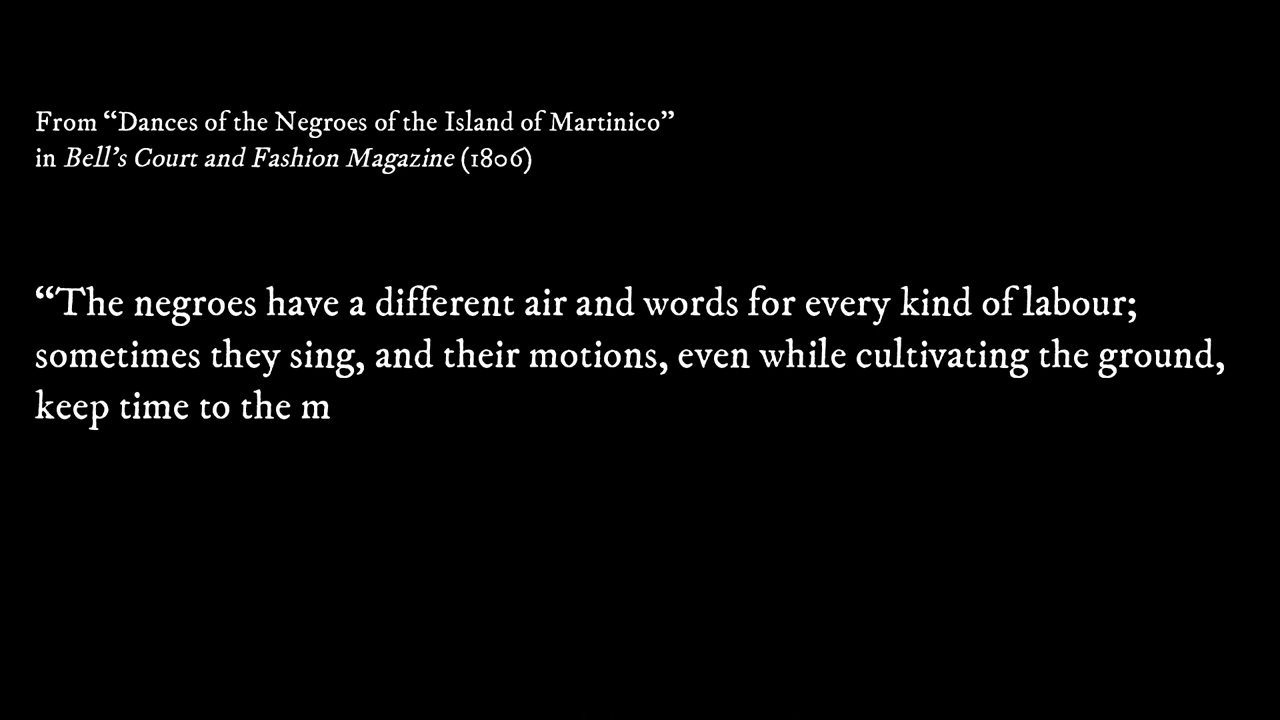 From “Dances of the Negroes of the Island of Martinico”
in Bell’s Court and Fashion Magazine (1806)
“The negroes have a different air and words for every kind of labour;
sometimes they sing, and their motions, even while cultivating the ground,
keep time to the m